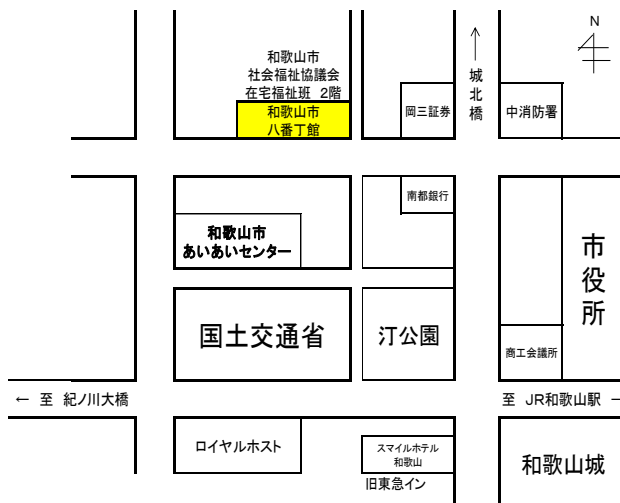 N
和歌山市
社会福祉協議会
在宅福祉班 2階
和歌山市
八番丁館
岡三証券
城北橋
中消防署
南都銀行
和歌山市
あいあいセンター
市役所
国土交通省
汀公園
商工会議所
← 至 紀ノ川大橋
至 JR和歌山駅 →
ロイヤルホスト
スマイルホテル
和歌山
旧東急イン
和歌山城